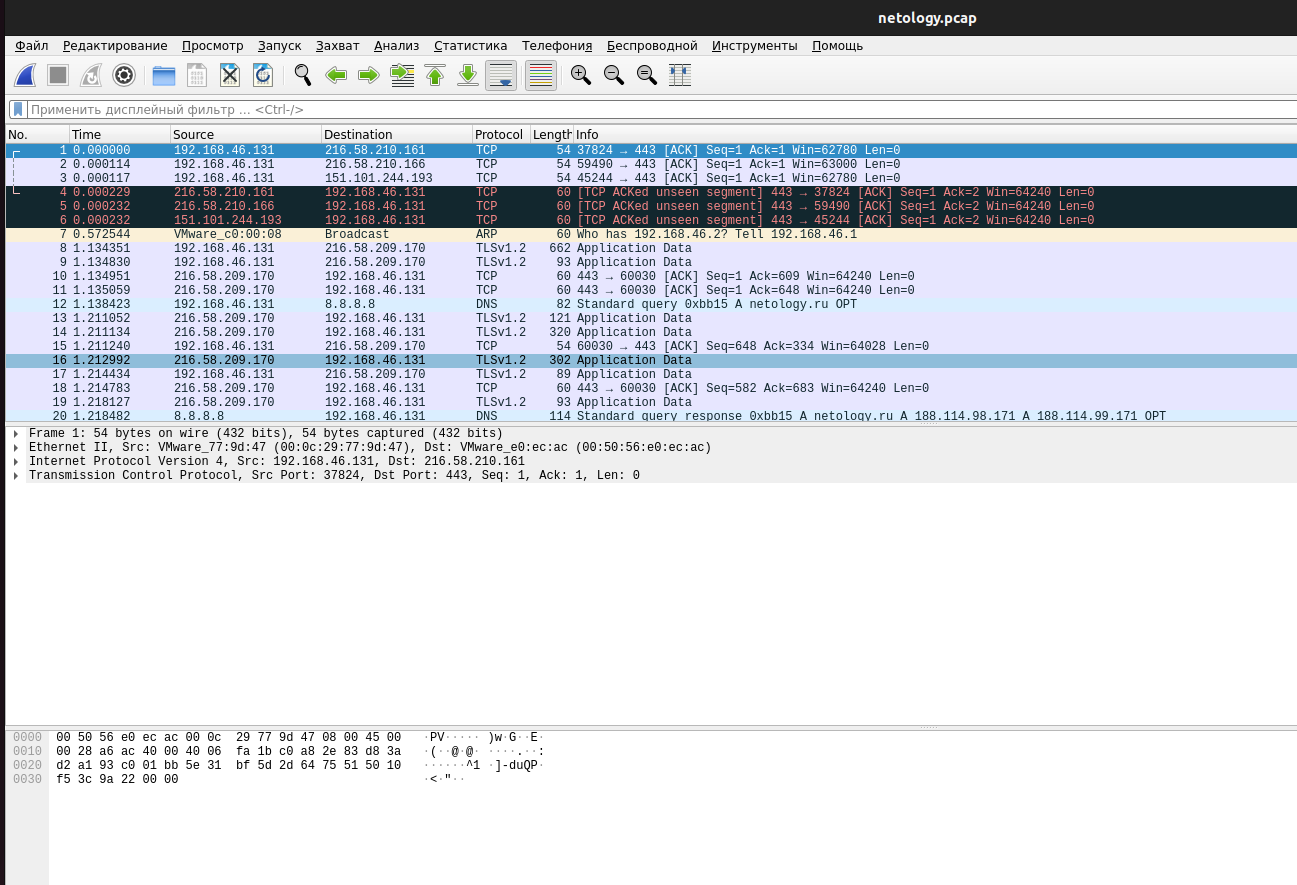 netology.pcap
Файл Редактирование Просмотр Запуск Захват Анализ Статистика Телефония Беспроводной Инструменты Помощь
Применить дисплейный фильтр … <Ctrl-/>
No. Time Source Destination Protocol Length Info
1 0.000000 192.168.46.131 216.58.210.161 TCP 54 37824 → 443 [ACK] Seq=1 Ack=1 Win=62780 Len=0
2 0.000114 192.168.46.131 216.58.210.166 TCP 54 59490 → 443 [ACK] Seq=1 Ack=1 Win=63000 Len=0
3 0.000117 192.168.46.131 151.101.244.193 TCP 54 45244 → 443 [ACK] Seq=1 Ack=1 Win=62780 Len=0
4 0.000229 216.58.210.161 192.168.46.131 TCP 60 [TCP ACKed unseen segment] 443 → 37824 [ACK] Seq=1 Ack=2 Win=64240 Len=0
5 0.000232 216.58.210.166 192.168.46.131 TCP 60 [TCP ACKed unseen segment] 443 → 59490 [ACK] Seq=1 Ack=2 Win=64240 Len=0
6 0.000232 151.101.244.193 192.168.46.131 TCP 60 [TCP ACKed unseen segment] 443 → 45244 [ACK] Seq=1 Ack=2 Win=64240 Len=0
7 0.572544 VMware_c0:00:08 Broadcast ARP 60 Who has 192.168.46.2? Tell 192.168.46.1
8 1.134351 192.168.46.131 216.58.209.170 TLSv1.2 662 Application Data
9 1.134830 192.168.46.131 216.58.209.170 TLSv1.2 93 Application Data
10 1.134951 216.58.209.170 192.168.46.131 TCP 60 443 → 60030 [ACK] Seq=1 Ack=609 Win=64240 Len=0
11 1.135059 216.58.209.170 192.168.46.131 TCP 60 443 → 60030 [ACK] Seq=1 Ack=648 Win=64240 Len=0
12 1.138423 192.168.46.131 8.8.8.8 DNS 82 Standard query 0xbb15 A netology.ru OPT
13 1.211052 216.58.209.170 192.168.46.131 TLSv1.2 121 Application Data
14 1.211134 216.58.209.170 192.168.46.131 TLSv1.2 320 Application Data
15 1.211240 192.168.46.131 216.58.209.170 TCP 54 60030 → 443 [ACK] Seq=648 Ack=334 Win=64028 Len=0
16 1.212992 216.58.209.170 192.168.46.131 TLSv1.2 302 Application Data
17 1.214434 192.168.46.131 216.58.209.170 TLSv1.2 89 Application Data
18 1.214783 216.58.209.170 192.168.46.131 TCP 60 443 → 60030 [ACK] Seq=582 Ack=683 Win=64240 Len=0
19 1.218127 216.58.209.170 192.168.46.131 TLSv1.2 93 Application Data
20 1.218482 8.8.8.8 192.168.46.131 DNS 114 Standard query response 0xbb15 A netology.ru A 188.114.98.171 A 188.114.99.171 OPT
Frame 1: 54 bytes on wire (432 bits), 54 bytes captured (432 bits)
Ethernet II, Src: VMware_77:9d:47 (00:0c:29:77:9d:47), Dst: VMware_e0:ec:ac (00:50:56:e0:ec:ac)
Internet Protocol Version 4, Src: 192.168.46.131, Dst: 216.58.210.161
Transmission Control Protocol, Src Port: 37824, Dst Port: 443, Seq: 1, Ack: 1, Len: 0
0000 00 50 56 e0 ec ac 00 0c 29 77 9d 47 08 00 45 00 ·PV····· )w·G··E·
0010 00 28 a6 ac 40 00 40 06 fa 1b c0 a8 2e 83 d8 3a ·(··@·@· ····.··:
0020 d2 a1 93 c0 01 bb 5e 31 bf 5d 2d 64 75 51 50 10 ······^1 ·]-duQP·
0030 f5 3c 9a 22 00 00 ·<·"··